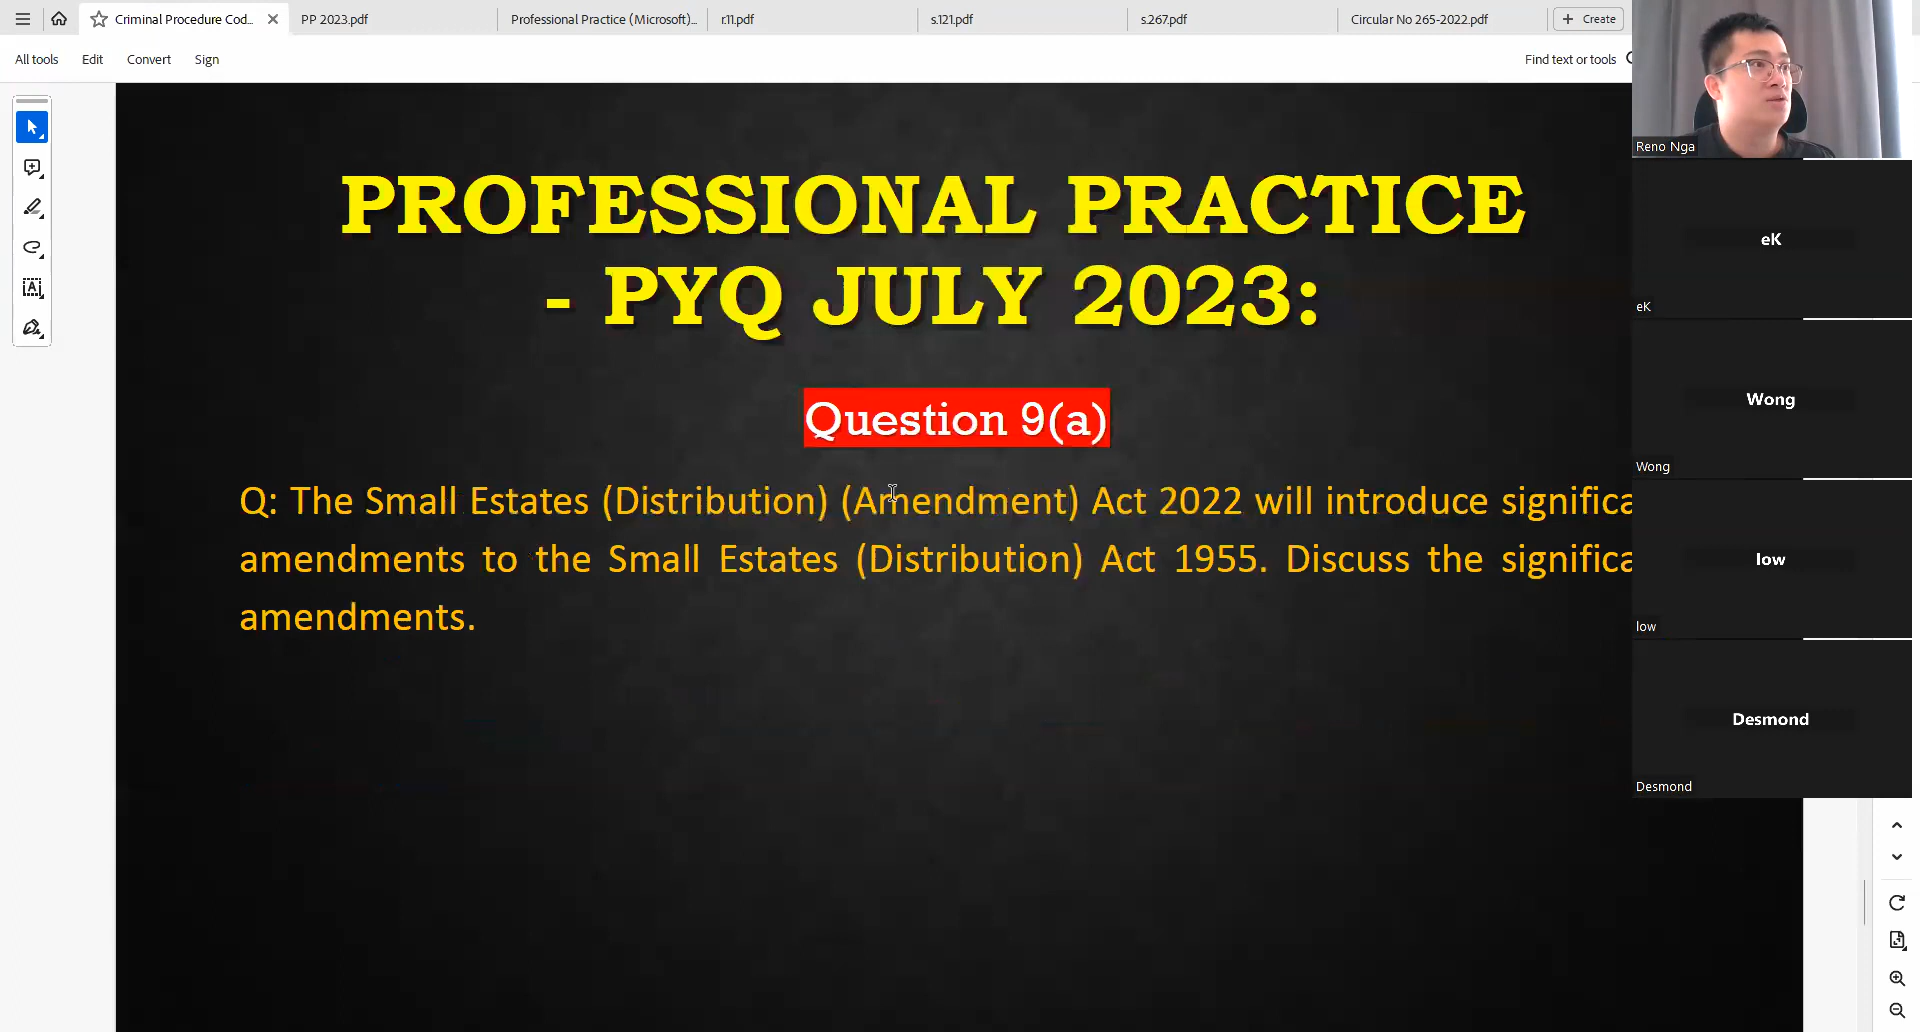 Criminal Procedure Cod...
PP 2023.pdf
Professional Practice (Microsoft)...
r.11.pdf
s.121.pdf
s.267.pdf
Circular No 265-2022.pdf
+ Create
All tools
Edit
Convert
Sign
Find text or tools
PROFESSIONAL PRACTICE
- PYQ JULY 2023:
Question 9(a)
Q: The Small Estates (Distribution) (Amendment) Act 2022 will introduce significa
amendments to the Small Estates (Distribution) Act 1955. Discuss the significa
amendments.
Reno Nga
eK
eK
Wong
Wong
low
low
Desmond
Desmond